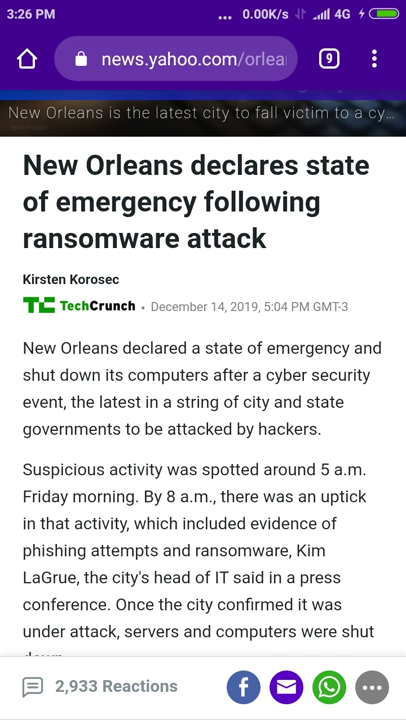 3:26 PM ... 0.00K/s 4G
news.yahoo.com/orlea
9
New Orleans is the latest city to fall victim to a cy...
New Orleans declares state
of emergency following
ransomware attack
Kirsten Korosec
TC TechCrunch • December 14, 2019, 5:04 PM GMT-3
New Orleans declared a state of emergency and
shut down its computers after a cyber security
event, the latest in a string of city and state
governments to be attacked by hackers.
Suspicious activity was spotted around 5 a.m.
Friday morning. By 8 a.m., there was an uptick
in that activity, which included evidence of
phishing attempts and ransomware, Kim
LaGrue, the city's head of IT said in a press
conference. Once the city confirmed it was
under attack, servers and computers were shut
2,933 Reactions